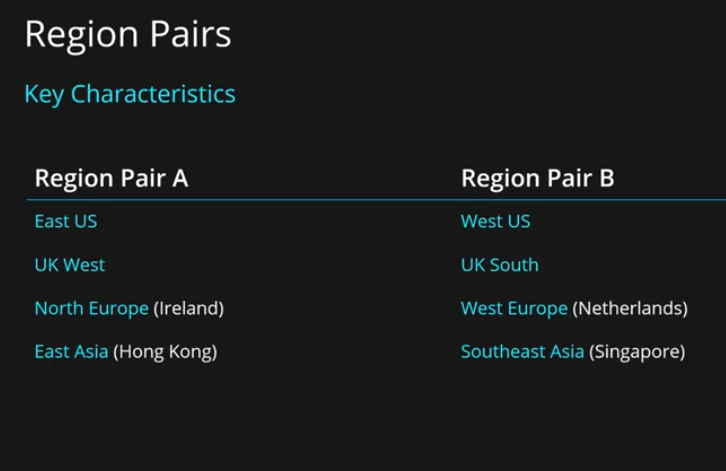 Region Pairs
Key Characteristics
Region Pair A Region Pair B
East US West US
UK West UK South
North Europe (Ireland) West Europe (Netherlands)
East Asia (Hong Kong) Southeast Asia (Singapore)